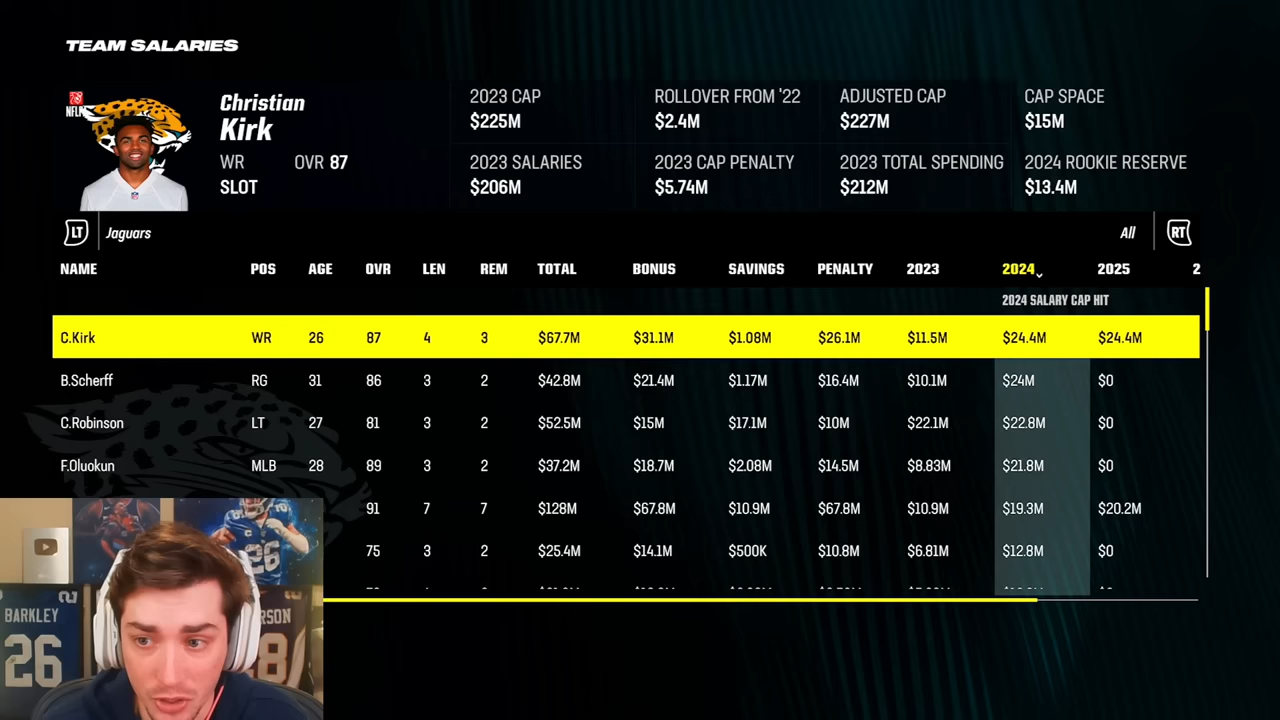 TEAM SALARIES
NFL
Christian
Kirk
WR OVR 87
SLOT
2023 CAP
$225M
ROLLOVER FROM '22
$2.4M
ADJUSTED CAP
$227M
CAP SPACE
$15M
2023 SALARIES
$206M
2023 CAP PENALTY
$5.74M
2023 TOTAL SPENDING
$212M
2024 ROOKIE RESERVE
$13.4M
LT Jaguars All RT
NAME POS AGE OVR LEN REM TOTAL BONUS SAVINGS PENALTY 2023 2024 2025 2
2024 SALARY CAP HIT
C.Kirk WR 26 87 4 3 $67.7M $31.1M $1.08M $26.1M $11.5M $24.4M $24.4M
B.Scherff RG 31 86 3 2 $42.8M $21.4M $1.17M $16.4M $10.1M $24M $0
C.Robinson LT 27 81 3 2 $52.5M $15M $17.1M $10M $22.1M $22.8M $0
F.Oluokun MLB 28 89 3 2 $37.2M $18.7M $2.08M $14.5M $8.83M $21.8M $0
91 7 7 $128M $67.8M $10.9M $67.8M $10.9M $19.3M $20.2M
75 3 2 $25.4M $14.1M $500K $10.8M $6.81M $12.8M $0
26
BARKLEY
26